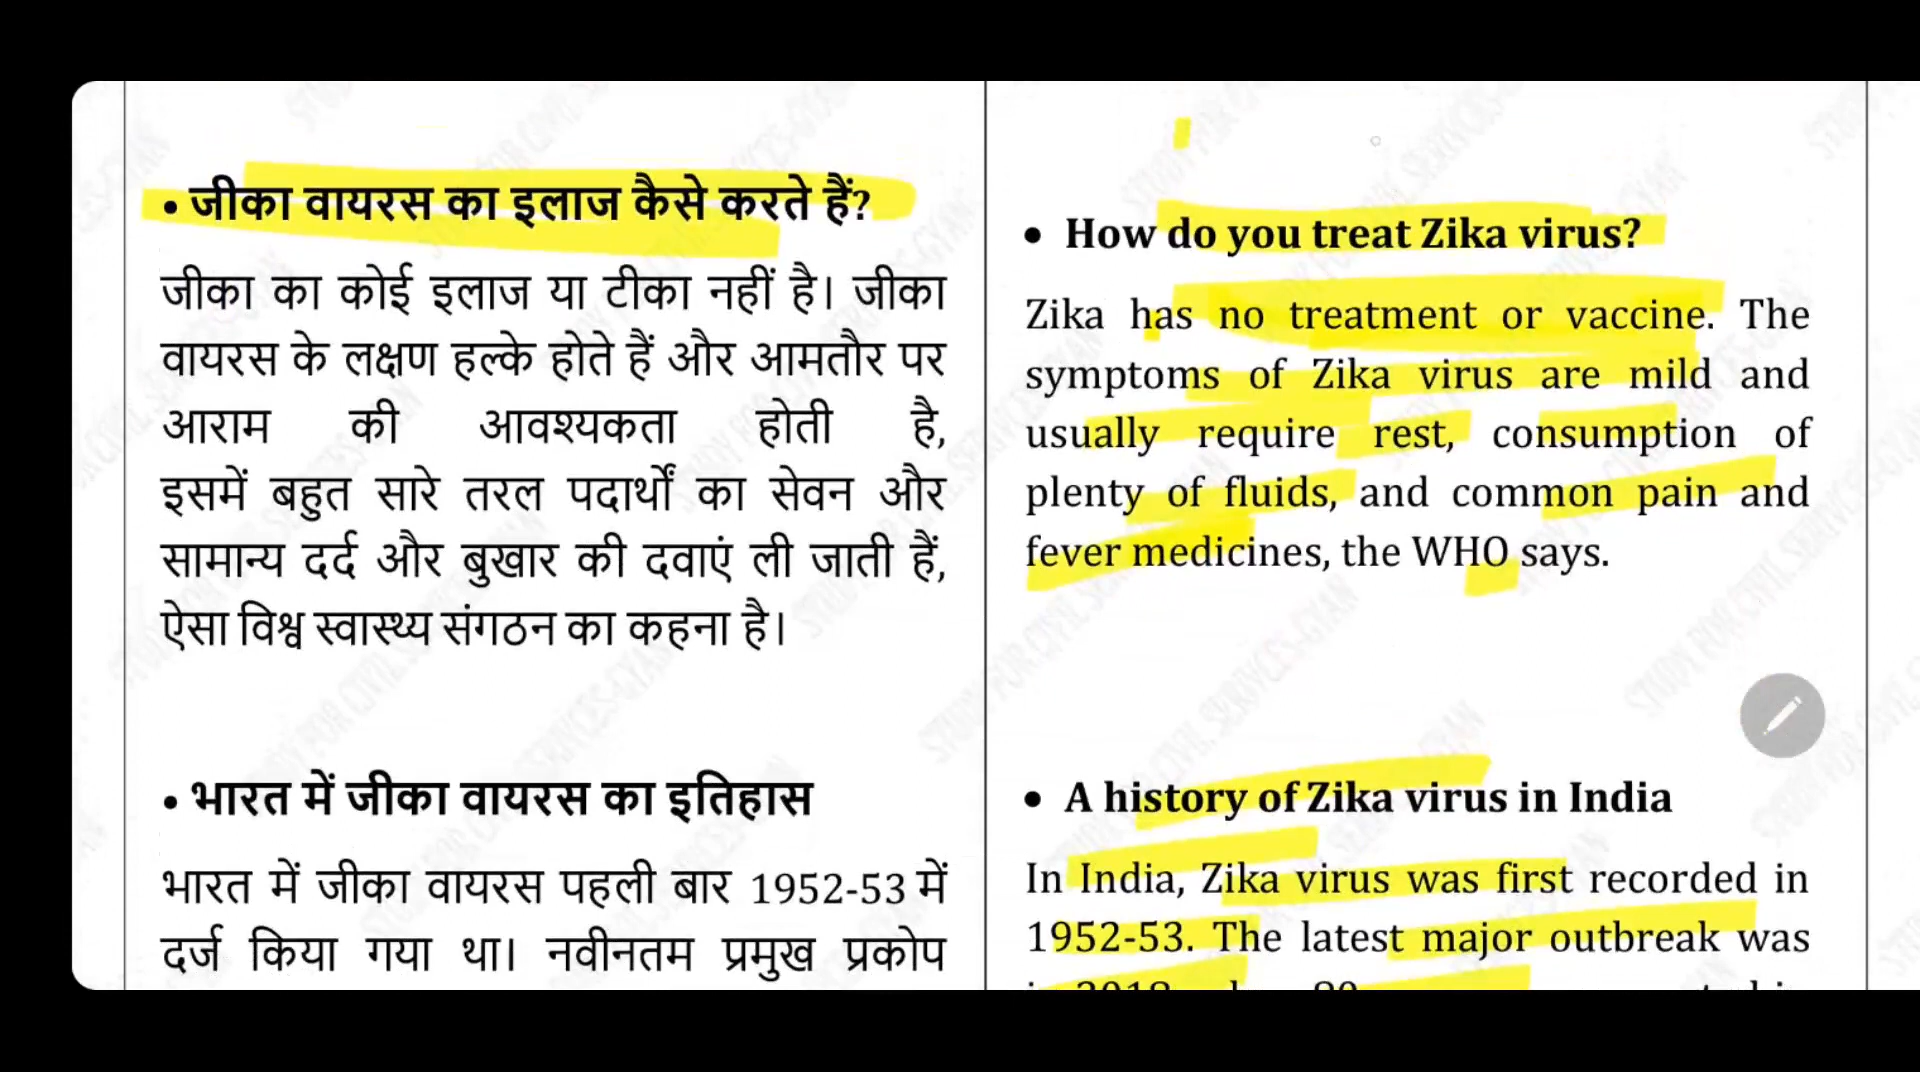 • जीका वायरस का इलाज कैसे करते हैं?
जीका का कोई इलाज या टीका नहीं है। जीका
वायरस के लक्षण हल्के होते हैं और आमतौर पर
आराम की आवश्यकता होती है,
इसमें बहुत सारे तरल पदार्थों का सेवन और
सामान्य दर्द और बुखार की दवाएं ली जाती हैं,
ऐसा विश्व स्वास्थ्य संगठन का कहना है।
• भारत में जीका वायरस का इतिहास
भारत में जीका वायरस पहली बार 1952-53 में
दर्ज किया गया था। नवीनतम प्रमुख प्रकोप
• How do you treat Zika virus?
Zika has no treatment or vaccine. The
symptoms of Zika virus are mild and
usually require rest, consumption of
plenty of fluids, and common pain and
fever medicines, the WHO says.
• A history of Zika virus in India
In India, Zika virus was first recorded in
1952-53. The latest major outbreak was